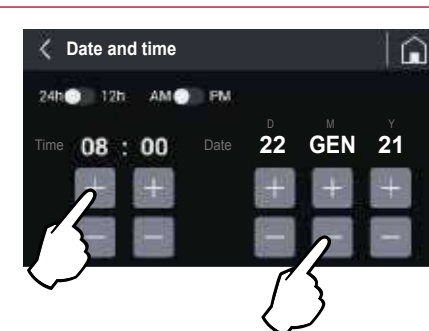 Date and time
24h 12h AM PM
D M Y
Time 08 : 00 Date 22 GEN 21
+ + + + +
- - - - -